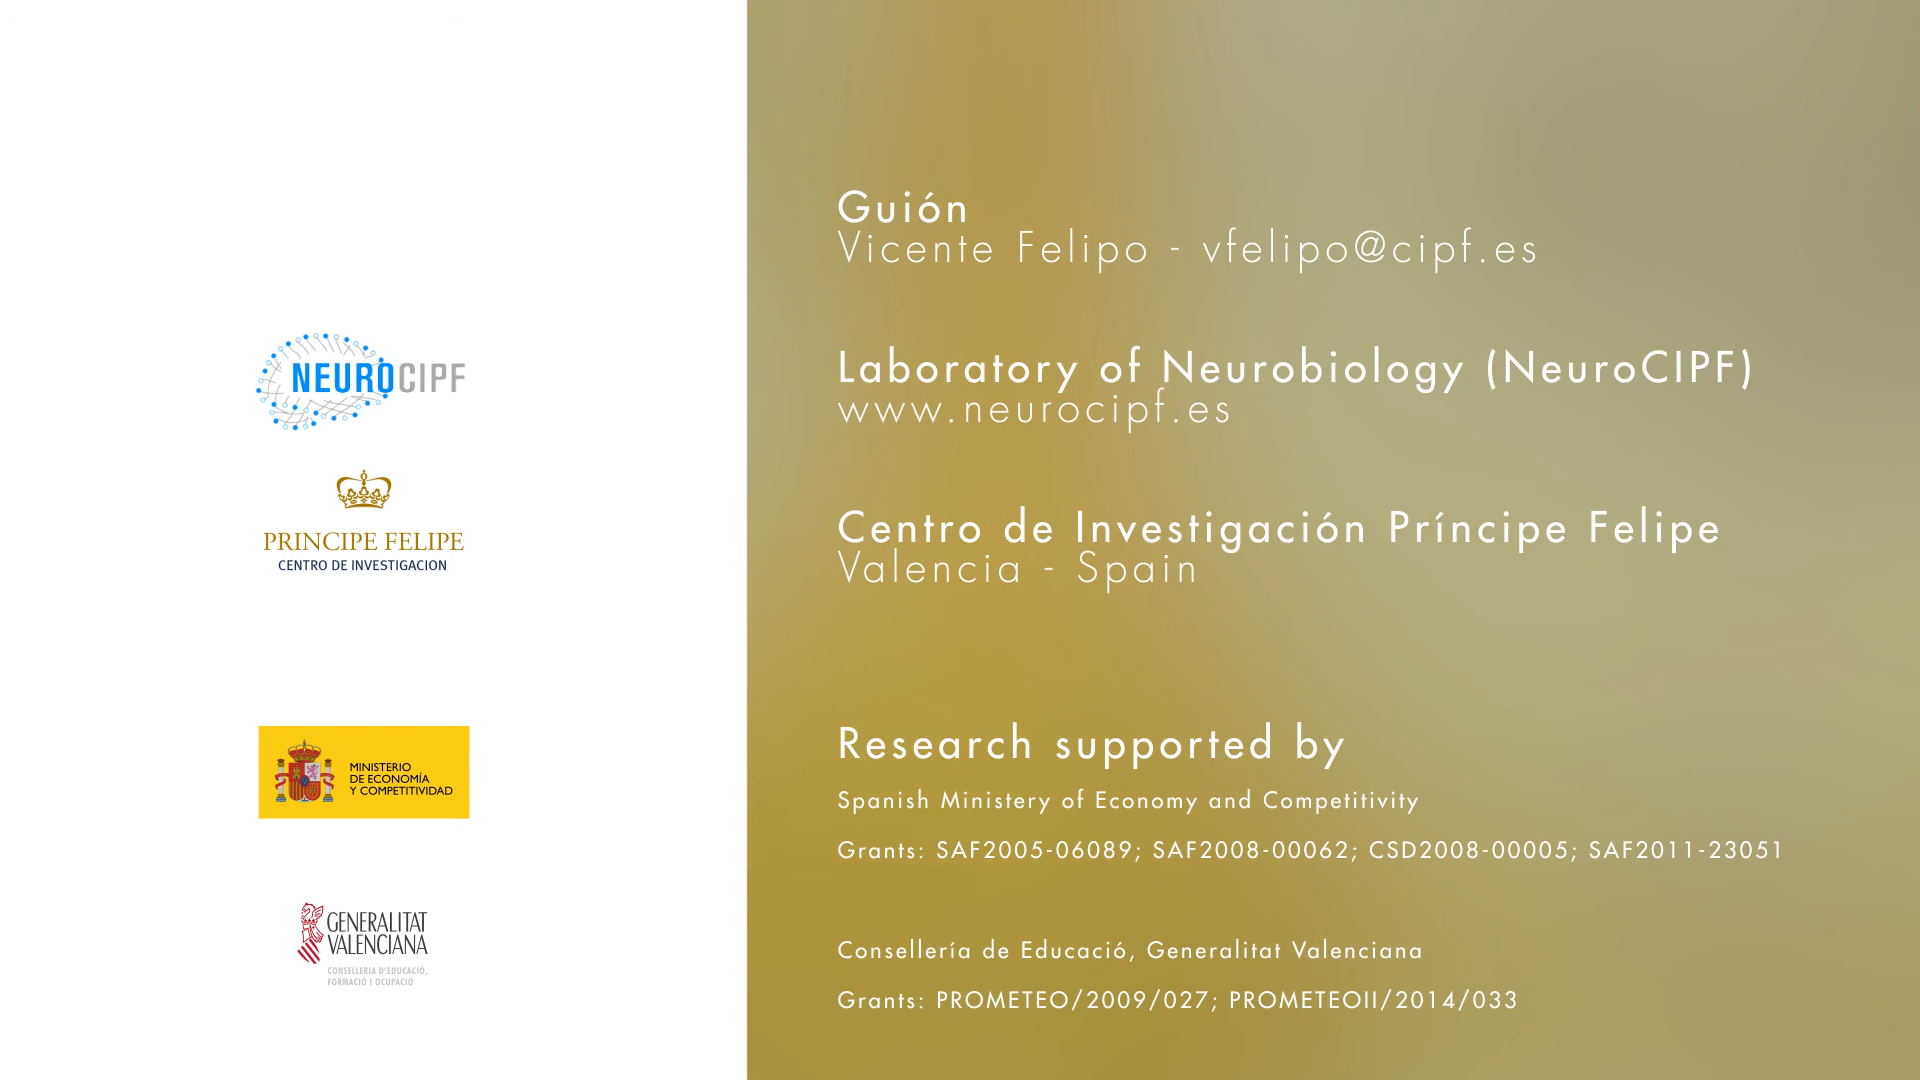 NEUROCIPF
PRINCIPE FELIPE
CENTRO DE INVESTIGACION
MINISTERIO
DE ECONOMÍA
Y COMPETITIVIDAD
GENERALITAT
VALENCIANA
CONSELLERIA D'EDUCACIÓ,
FORMACIÓ I OCUPACIÓ
Guión
Vicente Felipo - vfelipo@cipf.es
Laboratory of Neurobiology (NeuroCIPF)
www.neurocipf.es
Centro de Investigación Príncipe Felipe
Valencia - Spain
Research supported by
Spanish Ministery of Economy and Competitivity
Grants: SAF2005-06089; SAF2008-00062; CSD2008-00005; SAF2011-23051
Consellería de Educació, Generalitat Valenciana
Grants: PROMETEO/2009/027; PROMETEOII/2014/033